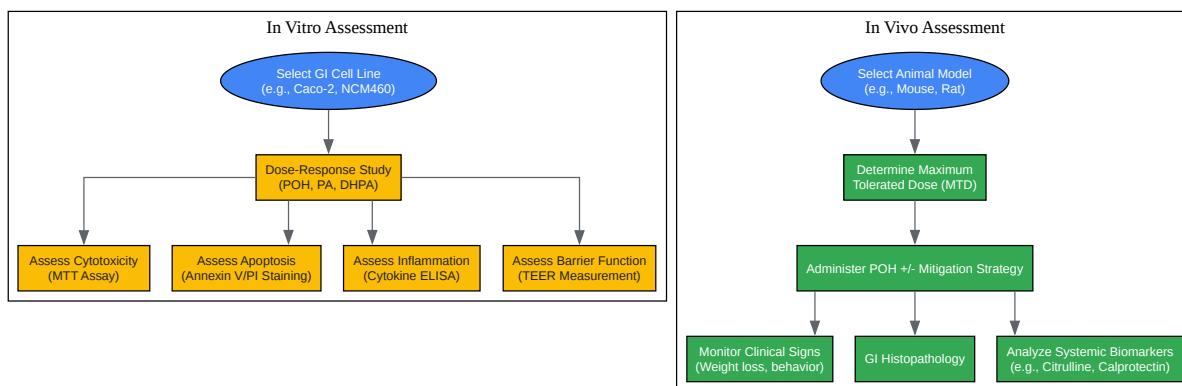 In Vitro Assessment
Select GI Cell Line
(e.g., Caco-2, NCM460)
Dose-Response Study
(POH, PA, DHPA)
Assess Cytotoxicity
(MTT Assay)
Assess Apoptosis
(Annexin V/PI Staining)
Assess Inflammation
(Cytokine ELISA)
Assess Barrier Function
(TEER Measurement)
In Vivo Assessment
Select Animal Model
(e.g., Mouse, Rat)
Determine Maximum
Tolerated Dose (MTD)
Administer POH +/- Mitigation Strategy
Monitor Clinical Signs
(Weight loss, behavior)
GI Histopathology
Analyze Systemic Biomarkers
(e.g., Citrulline, Calprotectin)